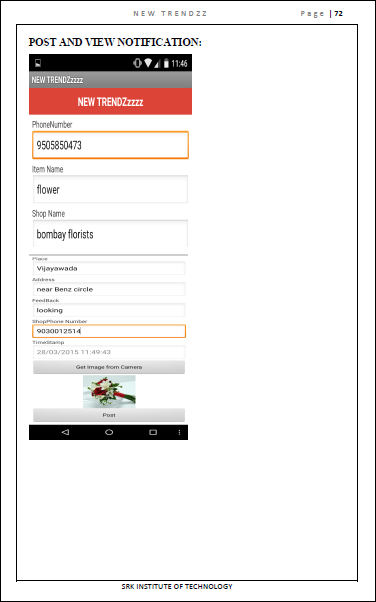 NEW TRENDZZ Page | 72
POST AND VIEW NOTIFICATION:
11:46
NEW TRENDZzzzz
NEW TRENDZzzzz
PhoneNumber
9505850473
Item Name
flower
Shop Name
bombay florists
Place
Vijayawada
Address
near Benz circle
FeedBack
looking
ShopPhone Number
9030012514
TimeStamp
28/03/2015 11:49:43
Get Image from Camera
Post
SRK INSTITUTE OF TECHNOLOGY